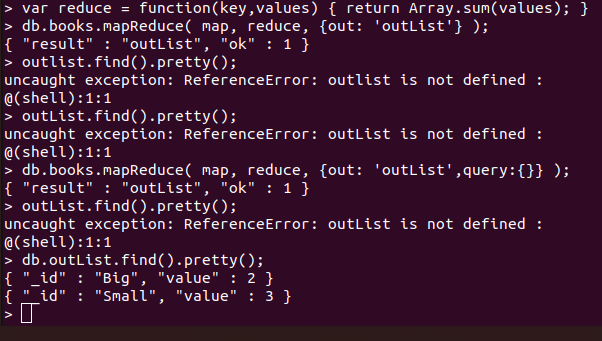 > var reduce = function(key,values) { return Array.sum(values); }
> db.books.mapReduce( map, reduce, {out: 'outList'} );
{ "result" : "outList", "ok" : 1 }
> outlist.find().pretty();
uncaught exception: ReferenceError: outlist is not defined :
@(shell):1:1
> outList.find().pretty();
uncaught exception: ReferenceError: outList is not defined :
@(shell):1:1
> db.books.mapReduce( map, reduce, {out: 'outList',query:{}} );
{ "result" : "outList", "ok" : 1 }
> outList.find().pretty();
uncaught exception: ReferenceError: outList is not defined :
@(shell):1:1
> db.outList.find().pretty();
{ "_id" : "Big", "value" : 2 }
{ "_id" : "Small", "value" : 3 }
>